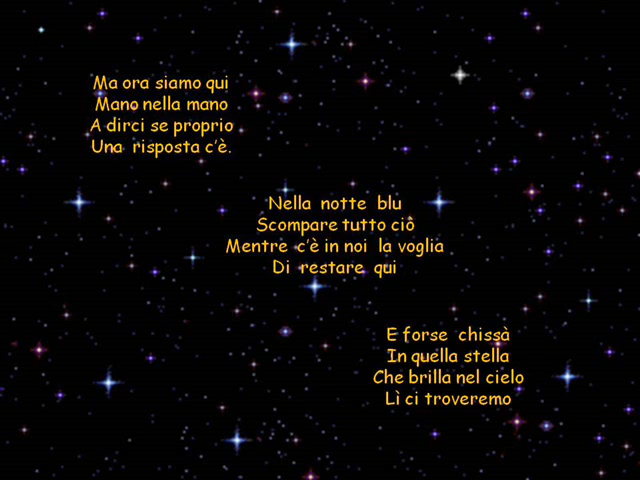 Ma ora siamo qui
Mano nella mano
A dirci se proprio
Una risposta c'è.
Nella notte blu
Scompare tutto ciò
Mentre c'è in noi la voglia
Di restare qui
E forse chissà
In quella stella
Che brilla nel cielo
Lì ci troveremo